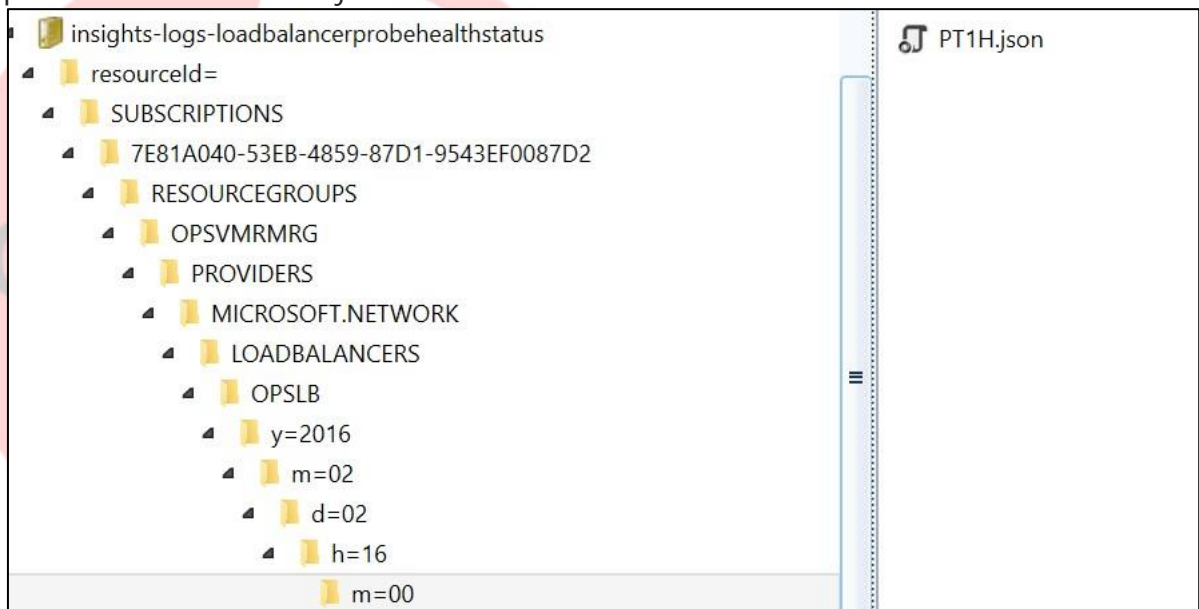 insights-logs-loadbalancerprobehealthstatus
resourceId=
SUBSCRIPTIONS
7E81A040-53EB-4859-87D1-9543EF0087D2
RESOURCEGROUPS
OPSVMRMRG
PROVIDERS
MICROSOFT.NETWORK
LOADBALANCERS
OPSLB
y=2016
m=02
d=02
h=16
m=00
PT1H.json